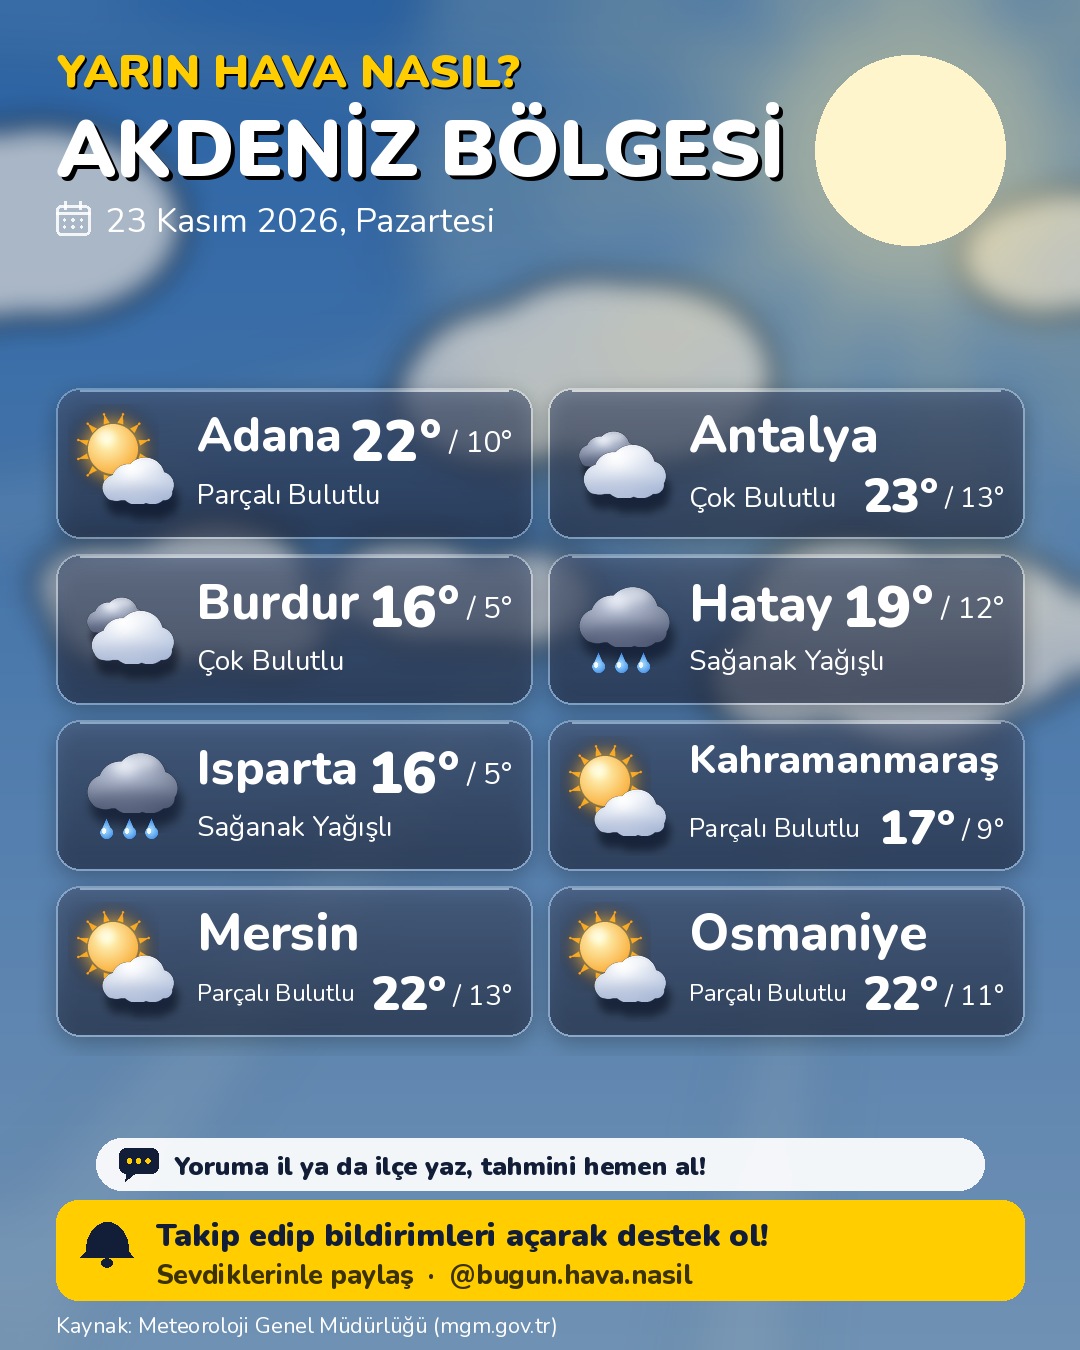 YARIN HAVA NASIL?
AKDENİZ BÖLGESİ
23 Kasım 2026, Pazartesi
Adana 22° / 10°
Parçalı Bulutlu
Antalya
Çok Bulutlu 23° / 13°
Burdur 16° / 5°
Çok Bulutlu
Hatay 19° / 12°
Sağanak Yağışlı
Isparta 16° / 5°
Sağanak Yağışlı
Kahramanmaraş
Parçalı Bulutlu 17° / 9°
Mersin
Parçalı Bulutlu 22° / 13°
Osmaniye
Parçalı Bulutlu 22° / 11°
Yoruma il ya da ilçe yaz, tahmini hemen al!
Takip edip bildirimleri açarak destek ol!
Sevdiklerinle paylaş · @bugun.hava.nasil
Kaynak: Meteoroloji Genel Müdürlüğü (mgm.gov.tr)